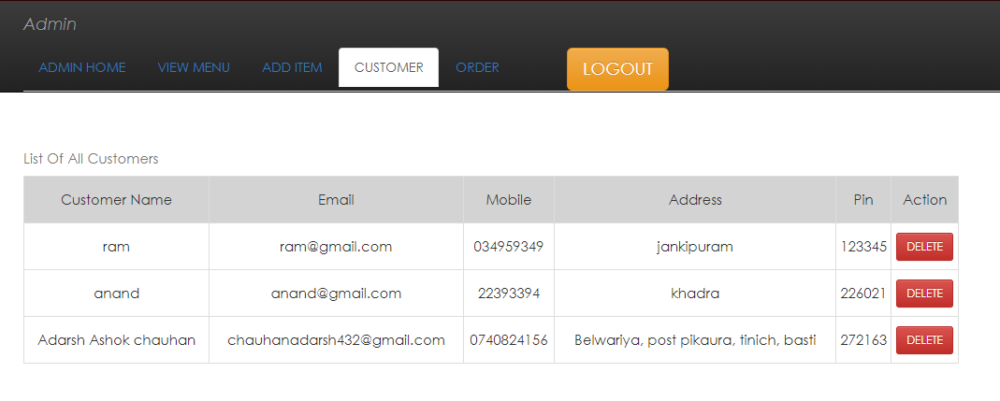 Admin
ADMIN HOME VIEW MENU ADD ITEM CUSTOMER ORDER LOGOUT
List Of All Customers
Customer Name Email Mobile Address Pin Action
ram ram@gmail.com 034959349 jankipuram 123345 DELETE
anand anand@gmail.com 22393394 khadra 226021 DELETE
Adarsh Ashok chauhan chauhanadarsh432@gmail.com 0740824156 Belwariya, post pikaura, tinich, basti 272163 DELETE